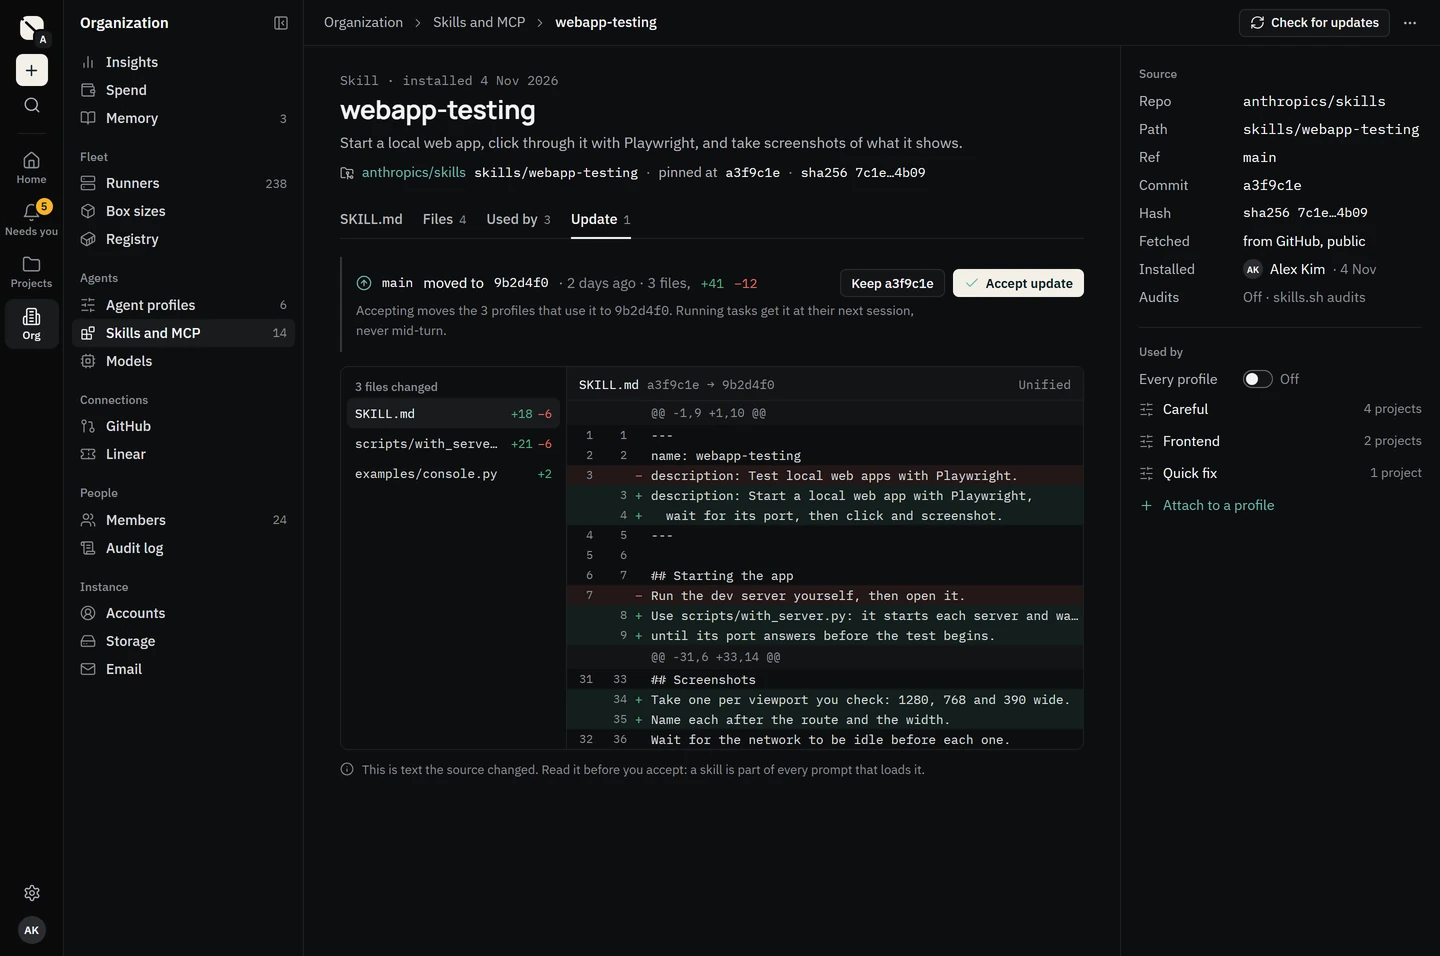 A
Home
5
Needs you
Projects
Org
AK
Organization
Insights
Spend
Memory 3
Fleet
Runners 238
Box sizes
Registry
Agents
Agent profiles 6
Skills and MCP 14
Models
Connections
GitHub
Linear
People
Members 24
Audit log
Instance
Accounts
Storage
Email
Organization > Skills and MCP > webapp-testing
Check for updates
Skill · installed 4 Nov 2026
webapp-testing
Start a local web app, click through it with Playwright, and take screenshots of what it shows.
anthropics/skills skills/webapp-testing · pinned at a3f9c1e · sha256 7c1e…4b09
SKILL.md Files 4 Used by 3 Update 1
main moved to 9b2d4f0 · 2 days ago · 3 files, +41 −12
Keep a3f9c1e
Accept update
Accepting moves the 3 profiles that use it to 9b2d4f0. Running tasks get it at their next session,
never mid-turn.
3 files changed
SKILL.md +18 −6
scripts/with_serve… +21 −6
examples/console.py +2
SKILL.md a3f9c1e → 9b2d4f0 Unified
@@ -1,9 +1,10 @@
1 1 ---
2 2 name: webapp-testing
3 − description: Test local web apps with Playwright.
3 + description: Start a local web app with Playwright,
4 + wait for its port, then click and screenshot.
4 5 ---
5 6
6 7 ## Starting the app
7 − Run the dev server yourself, then open it.
8 + Use scripts/with_server.py: it starts each server and wa…
9 + until its port answers before the test begins.
@@ -31,6 +33,14 @@
31 33 ## Screenshots
34 + Take one per viewport you check: 1280, 768 and 390 wide.
35 + Name each after the route and the width.
32 36 Wait for the network to be idle before each one.
This is text the source changed. Read it before you accept: a skill is part of every prompt that loads it.
Source
Repo anthropics/skills
Path skills/webapp-testing
Ref main
Commit a3f9c1e
Hash sha256 7c1e…4b09
Fetched from GitHub, public
Installed AK Alex Kim · 4 Nov
Audits Off · skills.sh audits
Used by
Every profile Off
Careful 4 projects
Frontend 2 projects
Quick fix 1 project
+ Attach to a profile